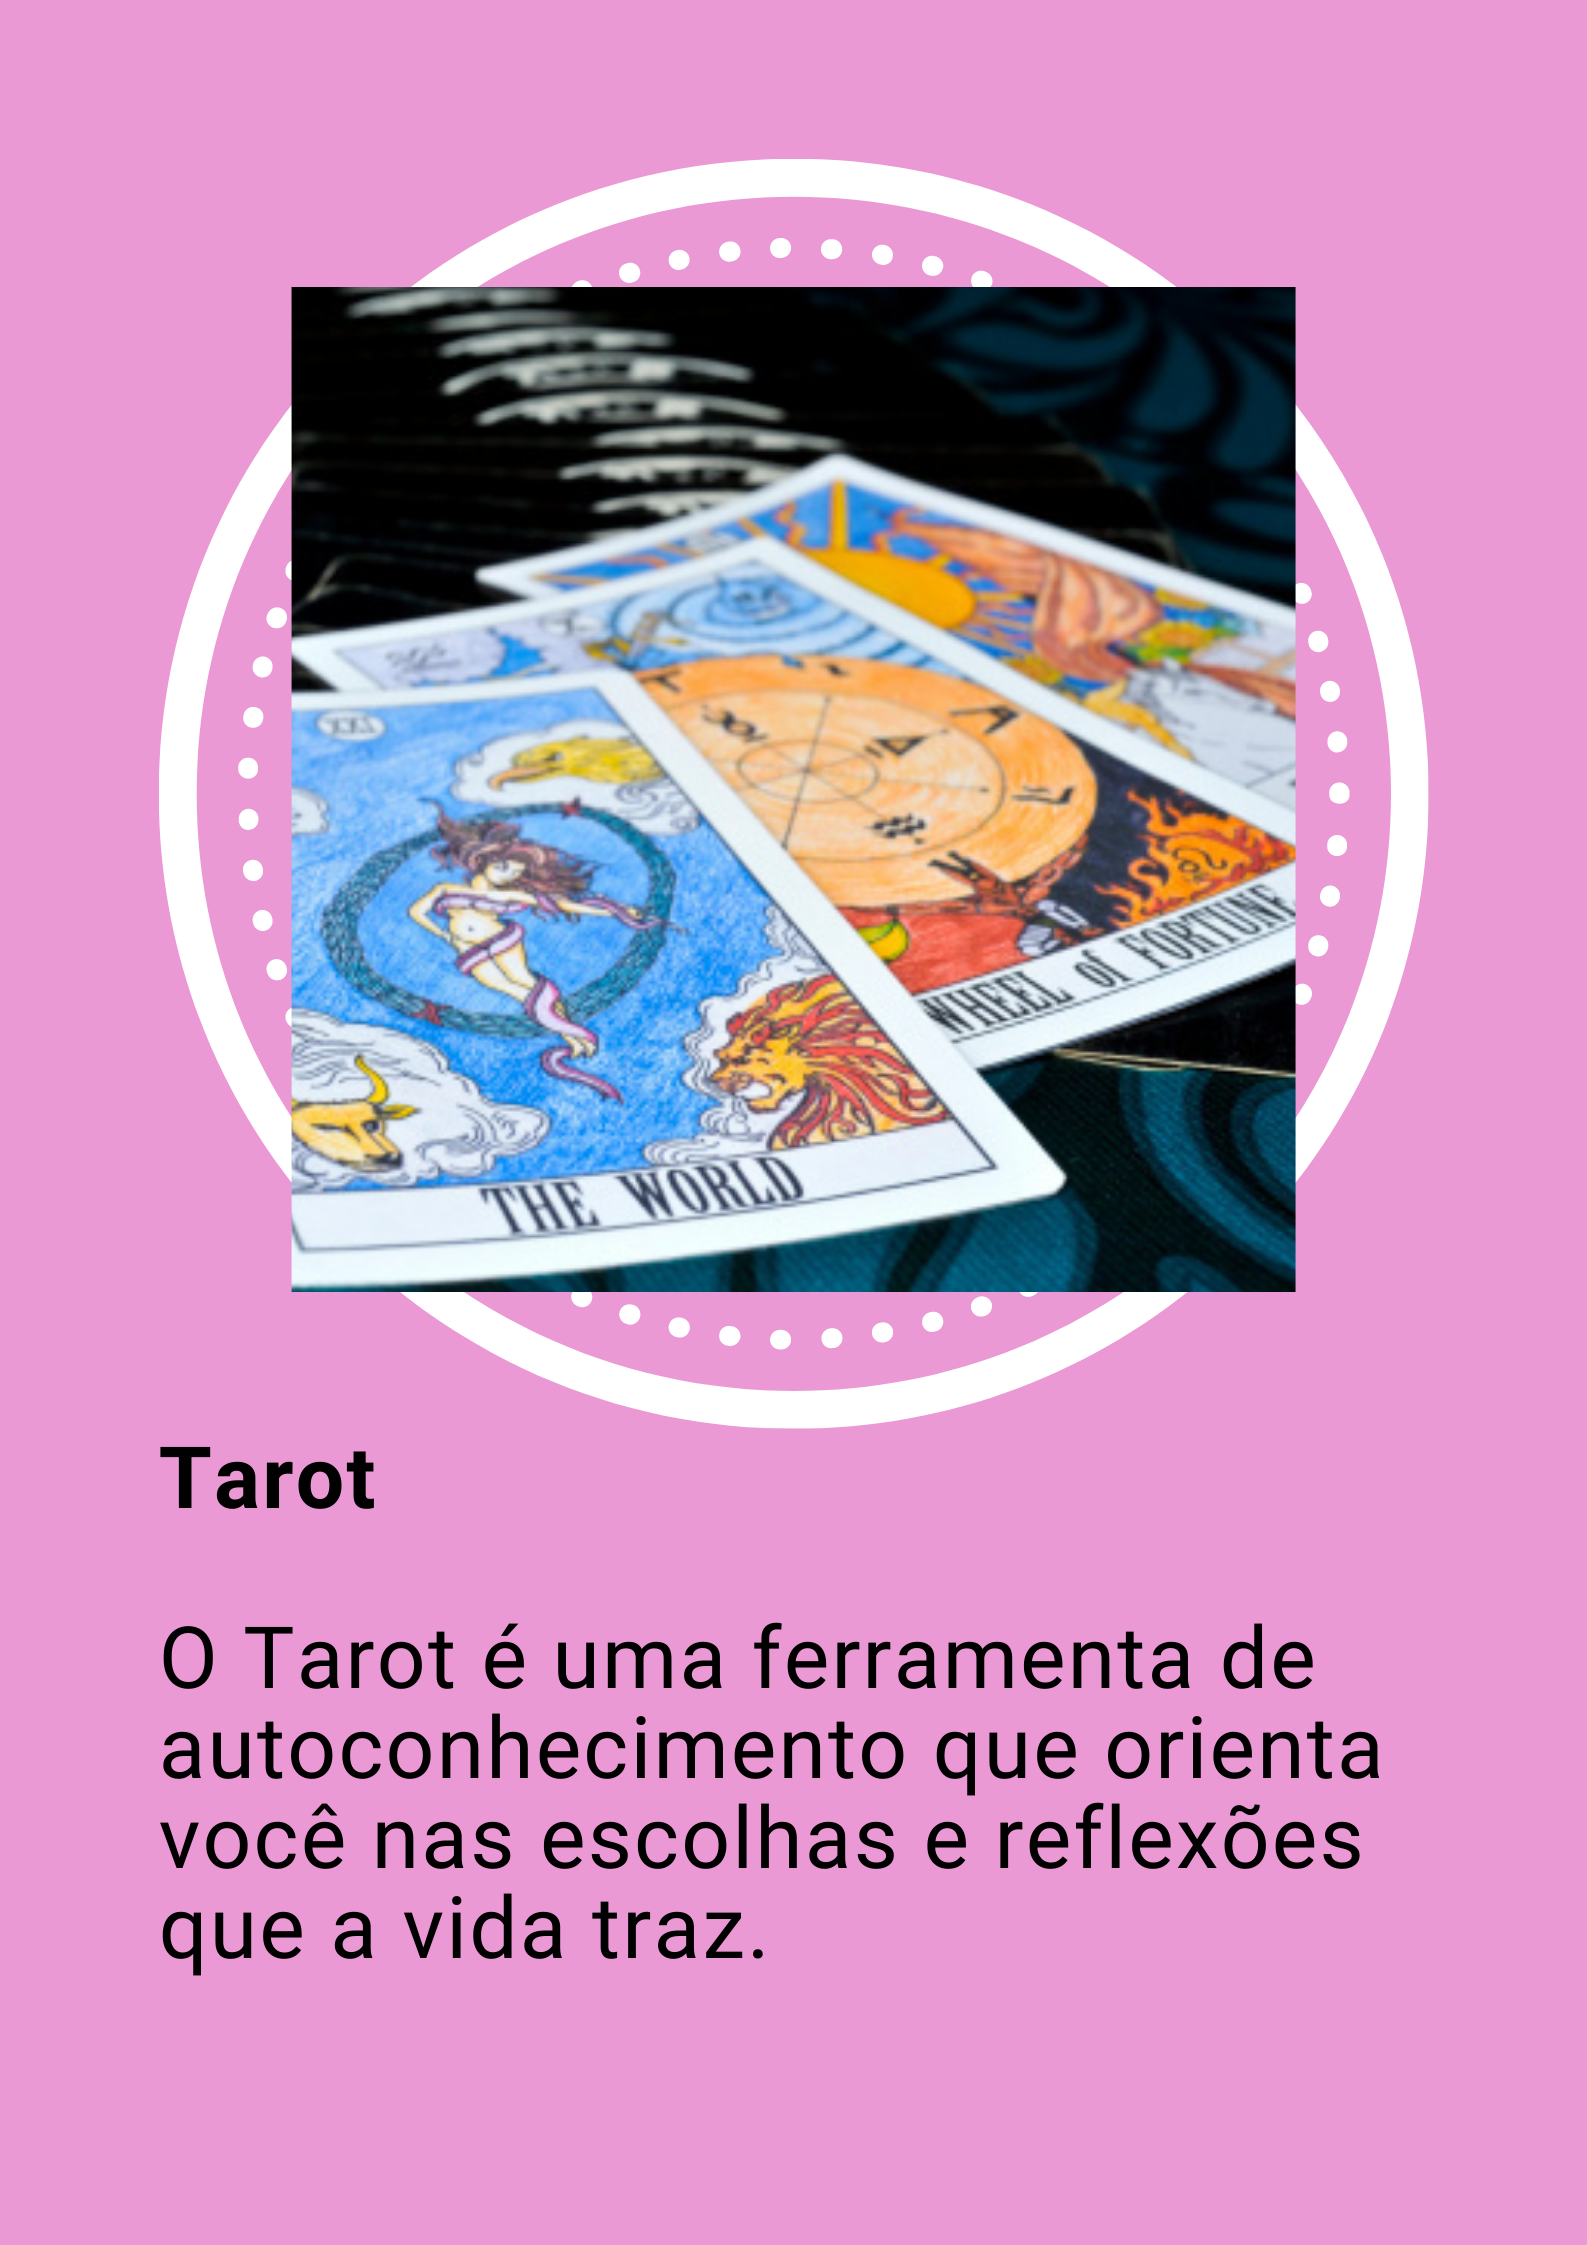 XXI
THE WORLD
WHEEL of FORTUNE
Tarot
O Tarot é uma ferramenta de
autoconhecimento que orienta
você nas escolhas e reflexões
que a vida traz.